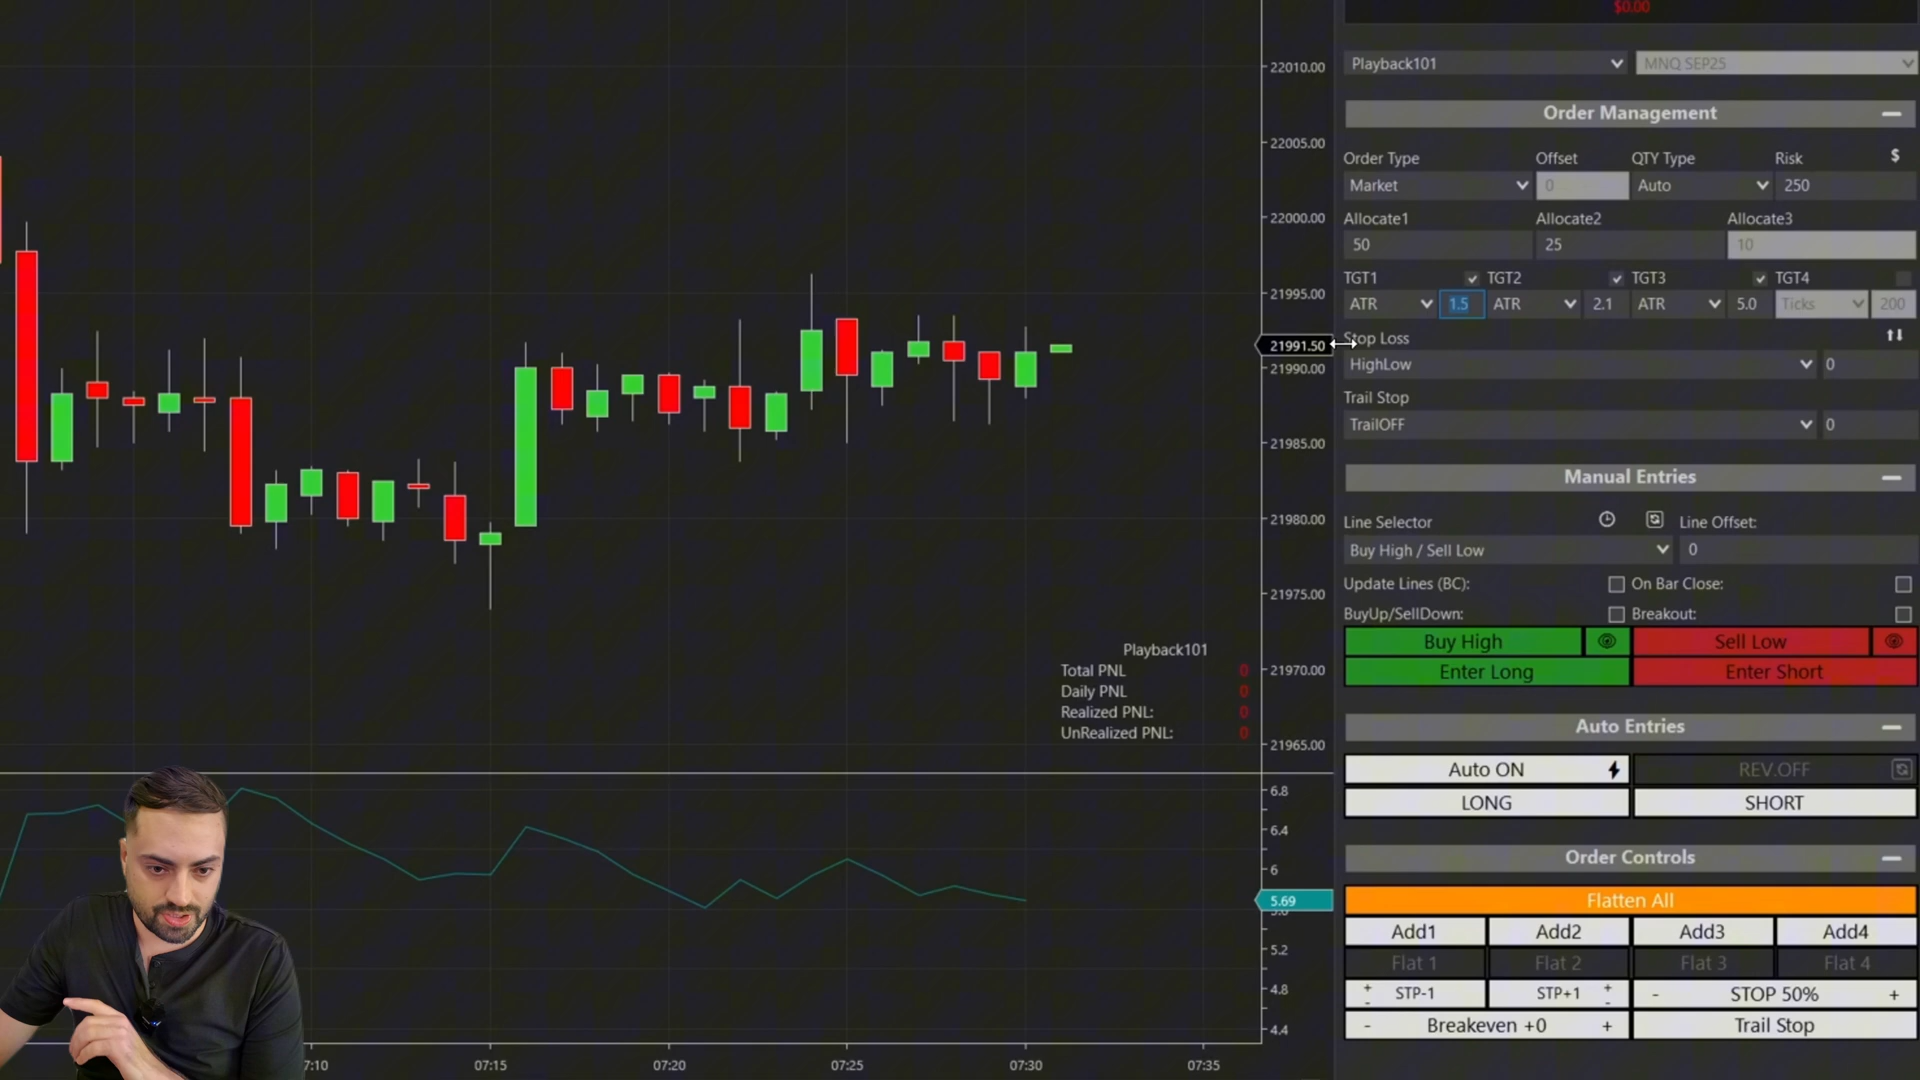 $0.00
Playback101
MNQ SEP25
Order Management
Order Type Offset QTY Type Risk $
Market 0 Auto 250
Allocate1 Allocate2 Allocate3
50 25 10
TGT1 TGT2 TGT3 TGT4
ATR 1.5 ATR 2.1 ATR 5.0 Ticks 200
Stop Loss
HighLow 0
Trail Stop
TrailOFF 0
Manual Entries
Line Selector Line Offset:
Buy High / Sell Low 0
Update Lines (BC): On Bar Close:
BuyUp/SellDown: Breakout:
Buy High Sell Low
Enter Long Enter Short
Auto Entries
Auto ON REV.OFF
LONG SHORT
Order Controls
Flatten All
Add1 Add2 Add3 Add4
Flat 1 Flat 2 Flat 3 Flat 4
+ - STP-1 STP+1 + - - STOP 50% +
- Breakeven +0 + Trail Stop
22010.00
22005.00
22000.00
21995.00
21991.50
21990.00
21985.00
21980.00
21975.00
21970.00
21965.00
Playback101
Total PNL 0
Daily PNL 0
Realized PNL: 0
UnRealized PNL: 0
6.8
6.4
6
5.69
5.2
4.8
4.4
7:10 07:15 07:20 07:25 07:30 07:35